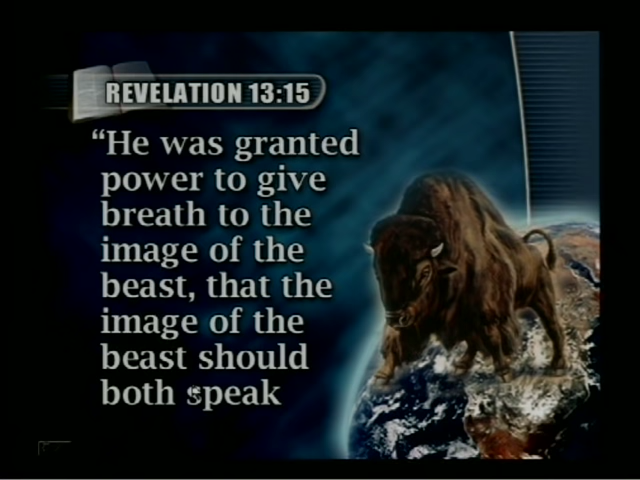 REVELATION 13:15
“He was granted
power to give
breath to the
image of the
beast, that the
image of the
beast should
both speak